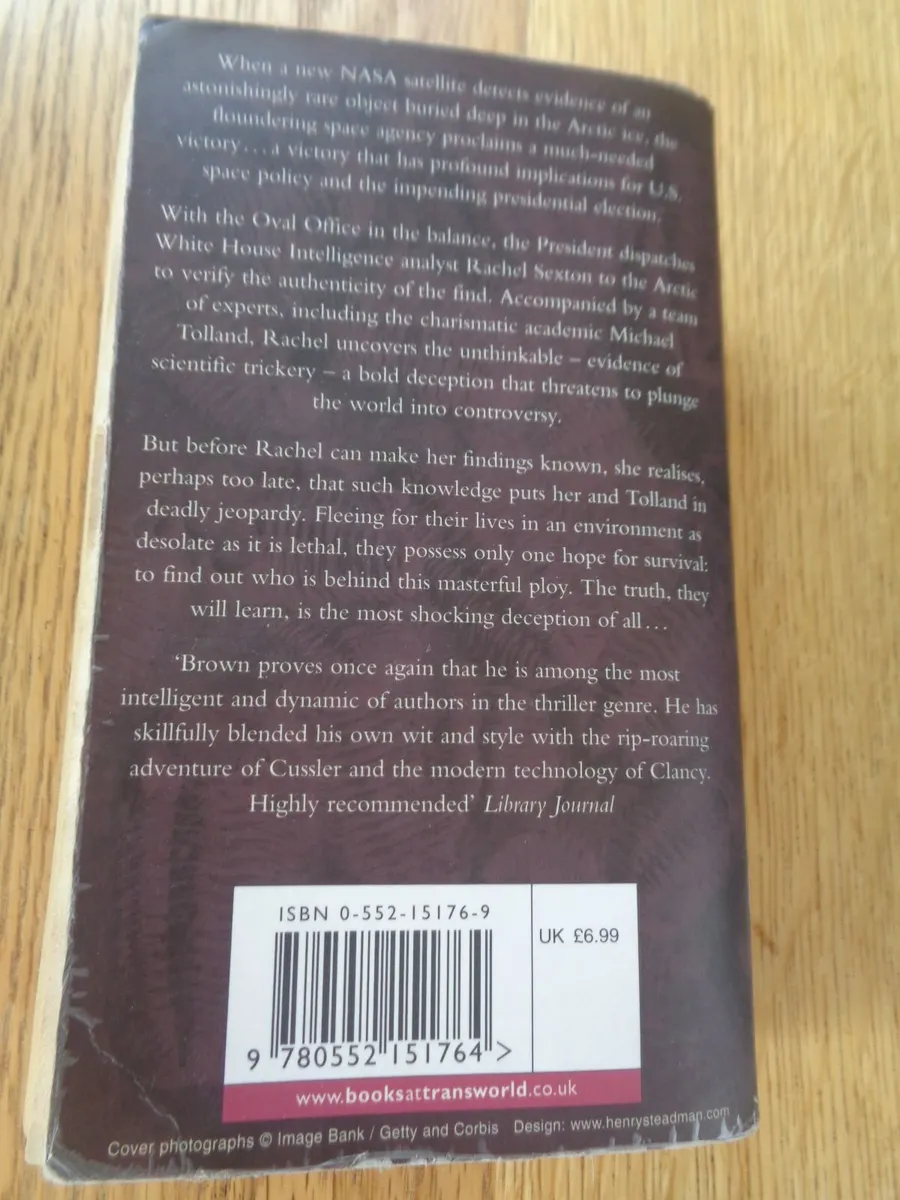 When a new NASA satellite detects evidence of an
astonishingly rare object buried deep in the Arctic ice, the
floundering space agency proclaims a much-needed
victory...a victory that has profound implications for U.S.
space policy and the impending presidential election.
With the Oval Office in the balance, the President dispatches
White House Intelligence analyst Rachel Sexton to the Arctic
to verify the authenticity of the find. Accompanied by a team
of experts, including the charismatic academic Michael
Tolland, Rachel uncovers the unthinkable – evidence of
scientific trickery – a bold deception that threatens to plunge
the world into controversy.
But before Rachel can make her findings known, she realises,
perhaps too late, that such knowledge puts her and Tolland in
deadly jeopardy. Fleeing for their lives in an environment as
desolate as it is lethal, they possess only one hope for survival:
to find out who is behind this masterful ploy. The truth, they
will learn, is the most shocking deception of all...
‘Brown proves once again that he is among the most
intelligent and dynamic of authors in the thriller genre. He has
skillfully blended his own wit and style with the rip-roaring
adventure of Cussler and the modern technology of Clancy.
Highly recommended’ Library Journal
ISBN 0-552-15176-9
UK £6.99
9 780552 151764 >
www.booksattransworld.co.uk
Cover photographs © Image Bank / Getty and Corbis Design: www.henrysteadman.com